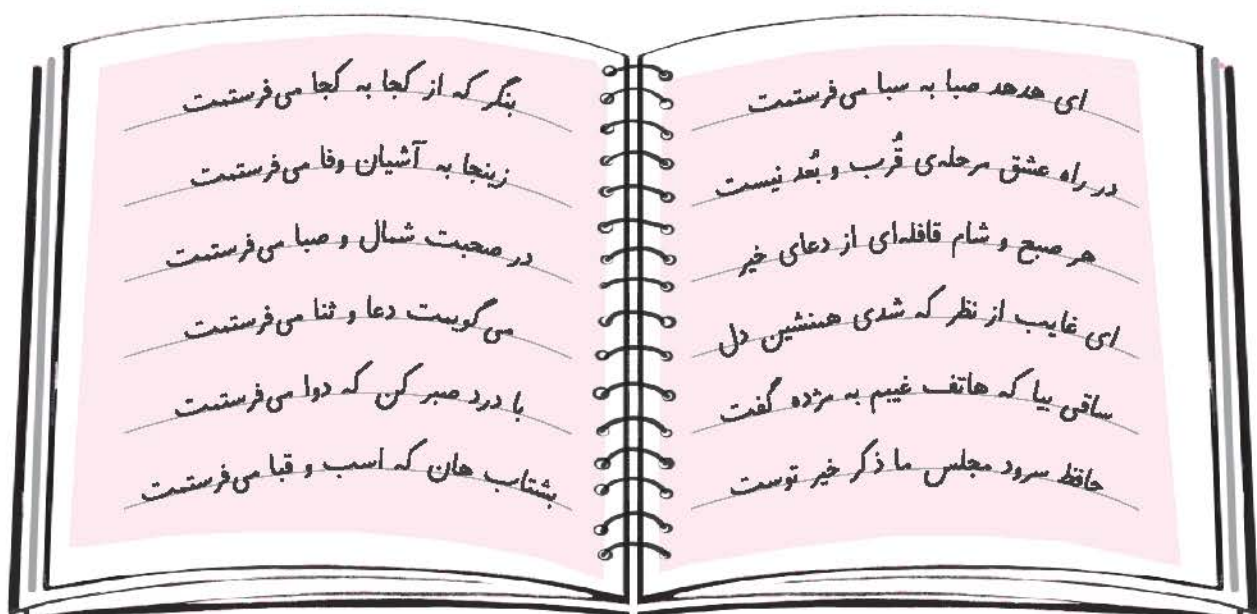 ای هدهد صبا به سبا می‌فرستمت
بنگر که از کجا به کجا می‌فرستمت
در راه عشق مرحله‌ی قُرب و بُعد نیست
زینجا به آشیان وفا می‌فرستمت
هر صبح و شام قافله‌ای از دعای خیر
در صحبت شمال و صبا می‌فرستمت
ای غایب از نظر که شدی همنشین دل
می گویمت دعا و ثنا می‌فرستمت
ساقی بیا که هاتف غیبم به مژده گفت
با درد صبر کن که دوا می‌فرستمت
حافظ سرود مجلس ما ذکر خیر توست
بشتاب هان که اسب و قبا می‌فرستمت